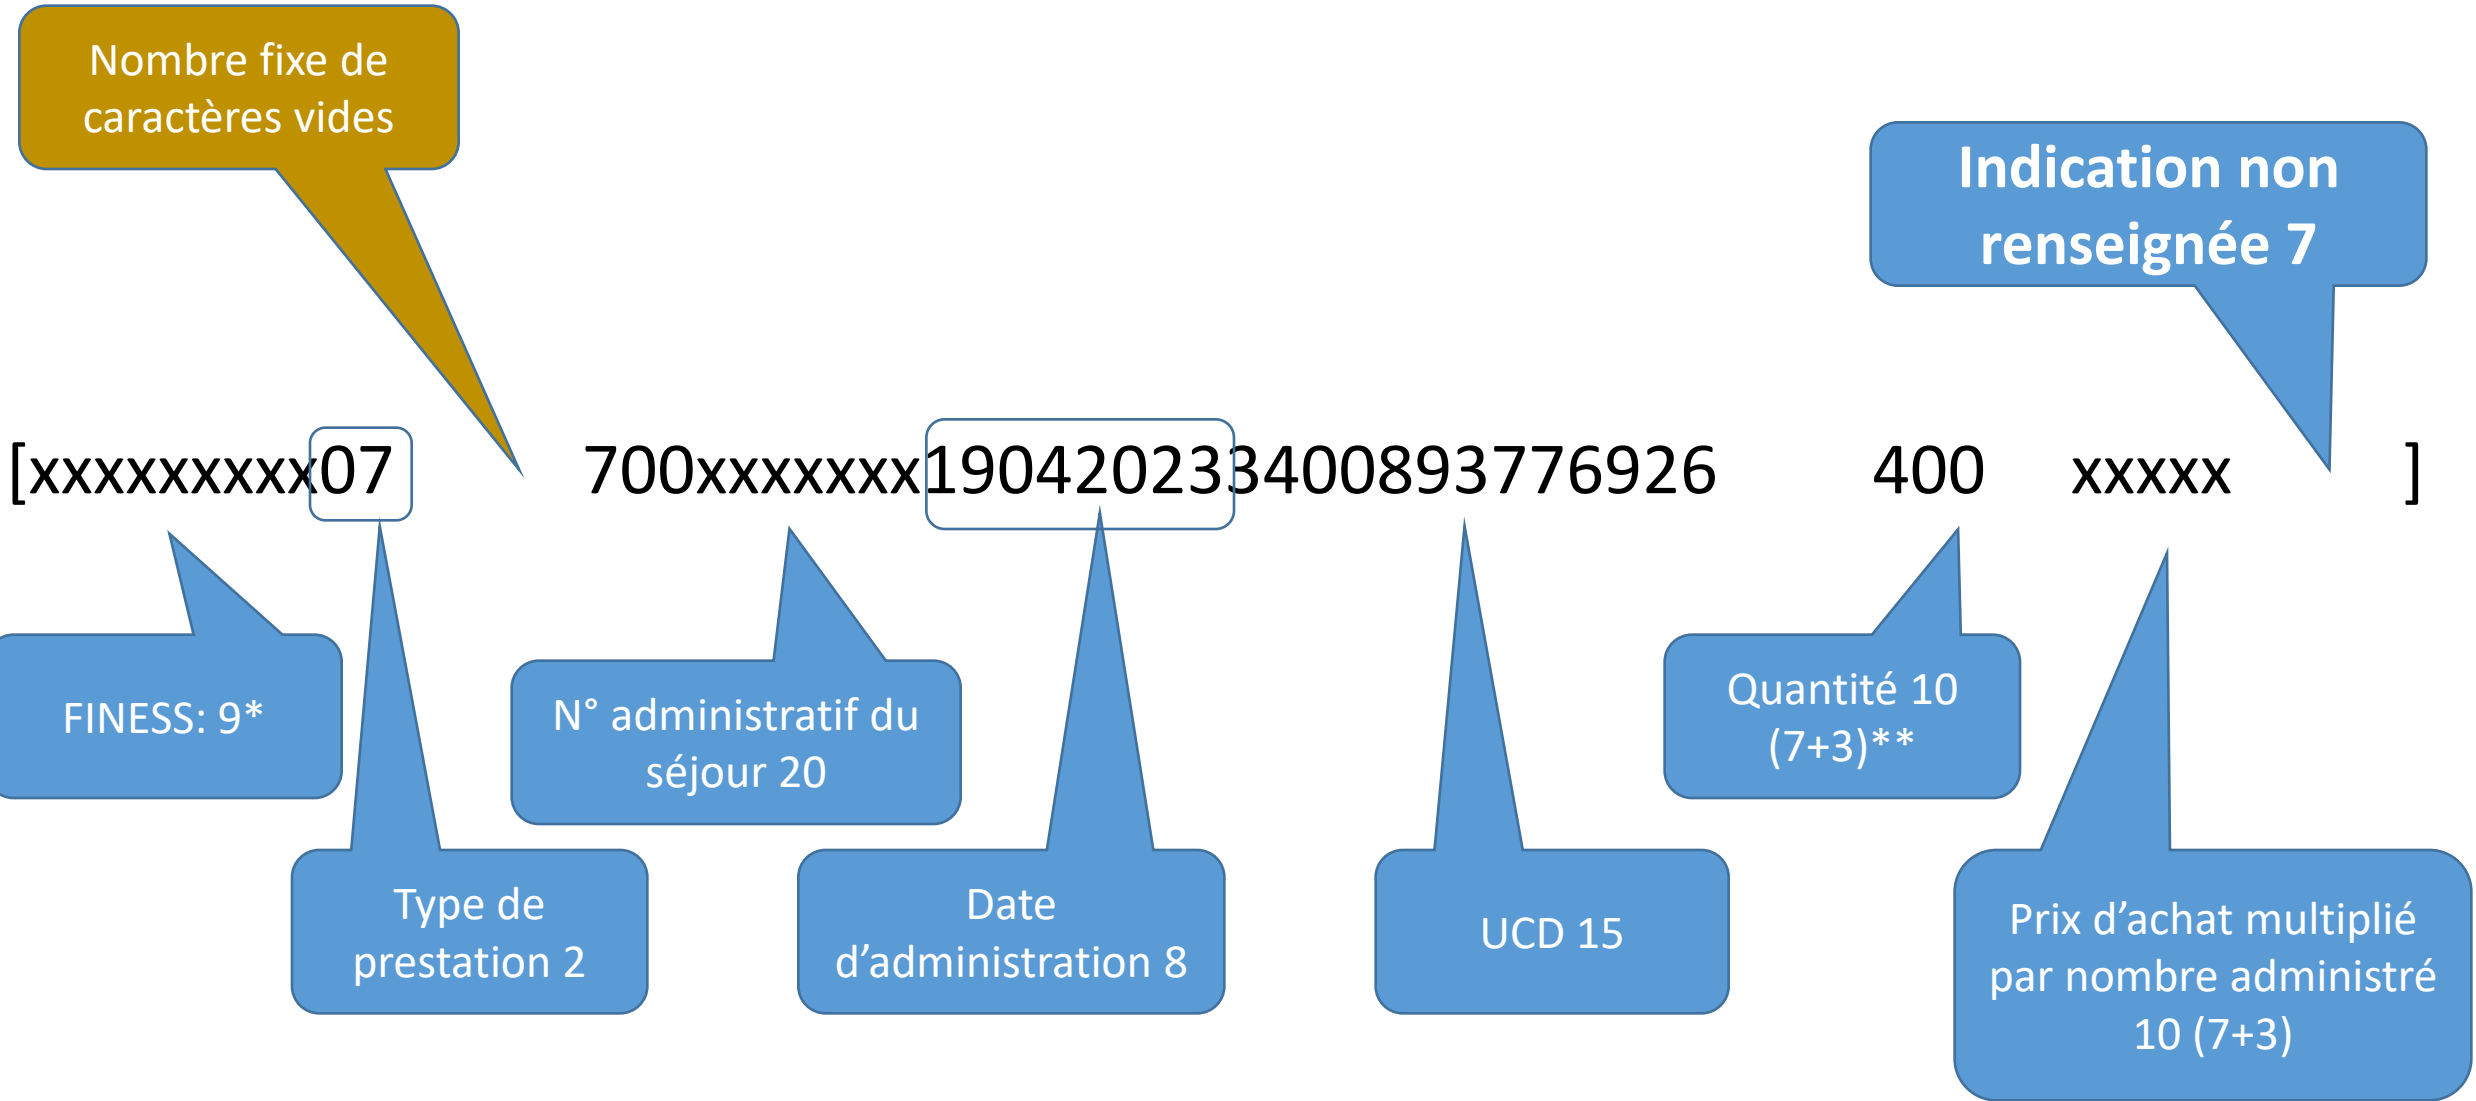 Nombre fixe de
caractères vides
Indication non
renseignée 7
[xxxxxxxxx07 700xxxxxxx190420233400893776926 400 xxxxx ]
FINESS: 9*
N° administratif du
séjour 20
Quantité 10
(7+3)**
Type de
prestation 2
Date
d’administration 8
UCD 15
Prix d’achat multiplié
par nombre administré
10 (7+3)